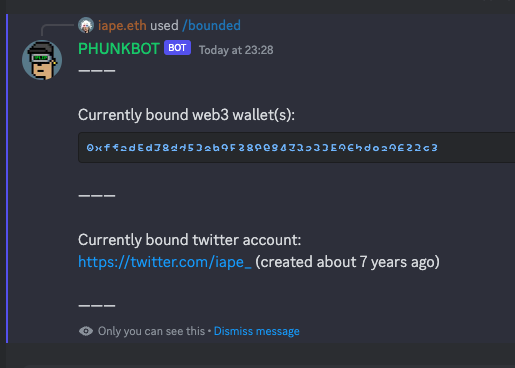 iape.eth used /bounded
PHUNKBOT BOT Today at 23:28
———
Currently bound web3 wallet(s):
———
Currently bound twitter account:
https://twitter.com/iape_ (created about 7 years ago)
———
Only you can see this • Dismiss message